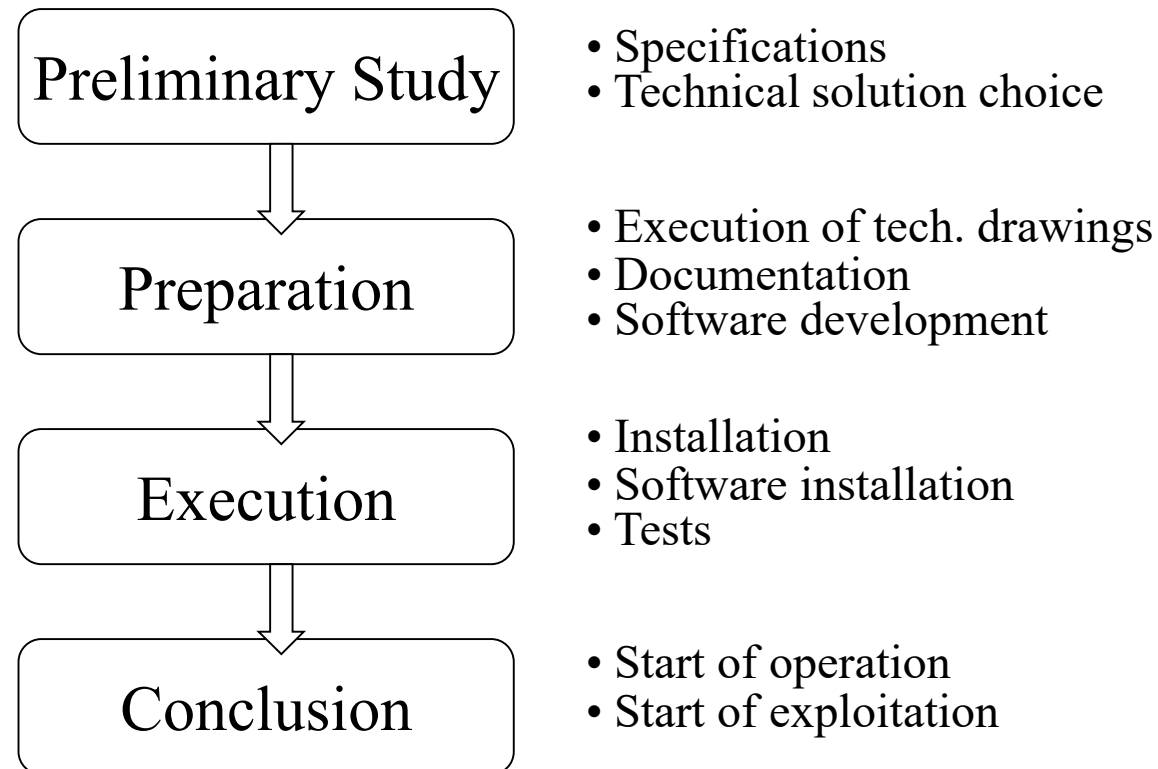 Preliminary Study
• Specifications
• Technical solution choice
Preparation
• Execution of tech. drawings
• Documentation
• Software development
Execution
• Installation
• Software installation
• Tests
Conclusion
• Start of operation
• Start of exploitation